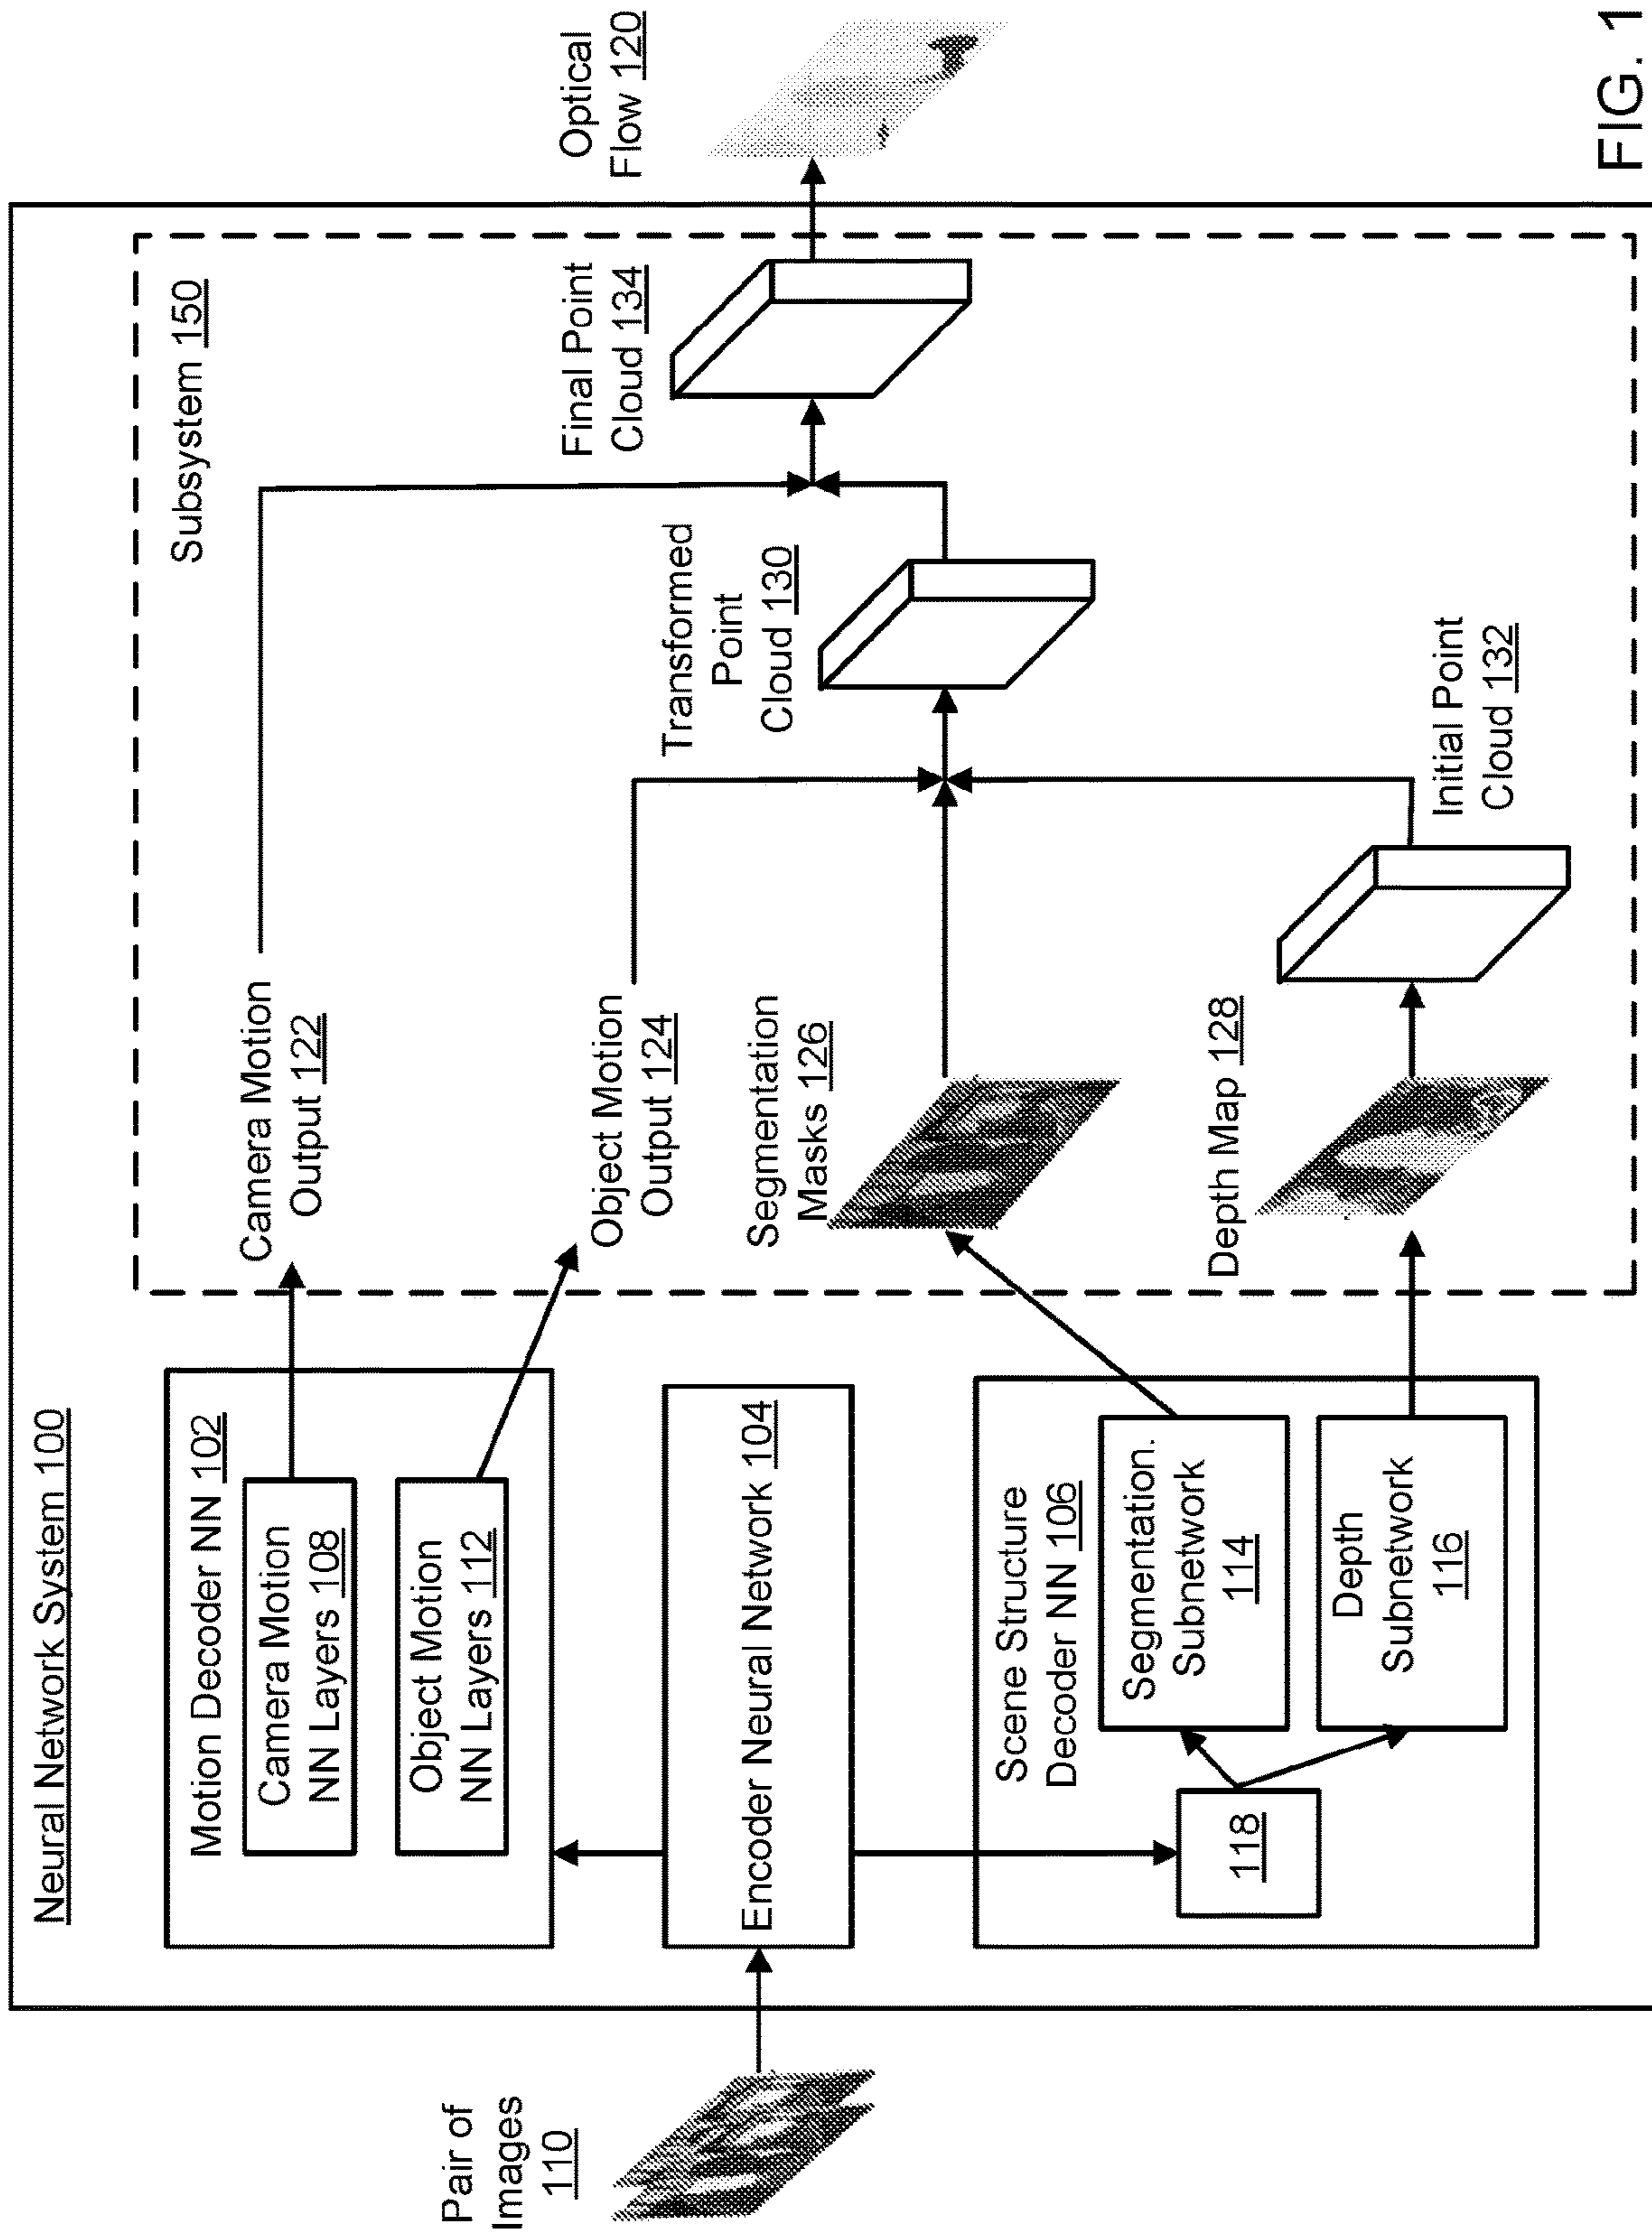 Neural Network System 100
Pair of
Images
110
Motion Decoder NN 102
Camera Motion
NN Layers 108
Object Motion
NN Layers 112
Encoder Neural Network 104
Scene Structure
Decoder NN 106
118
Segmentation.
Subnetwork
114
Depth
Subnetwork
116
Subsystem 150
Camera Motion
Output 122
Object Motion
Output 124
Segmentation
Masks 126
Depth Map 128
Initial Point
Cloud 132
Transformed
Point
Cloud 130
Final Point
Cloud 134
Optical
Flow 120
FIG. 1